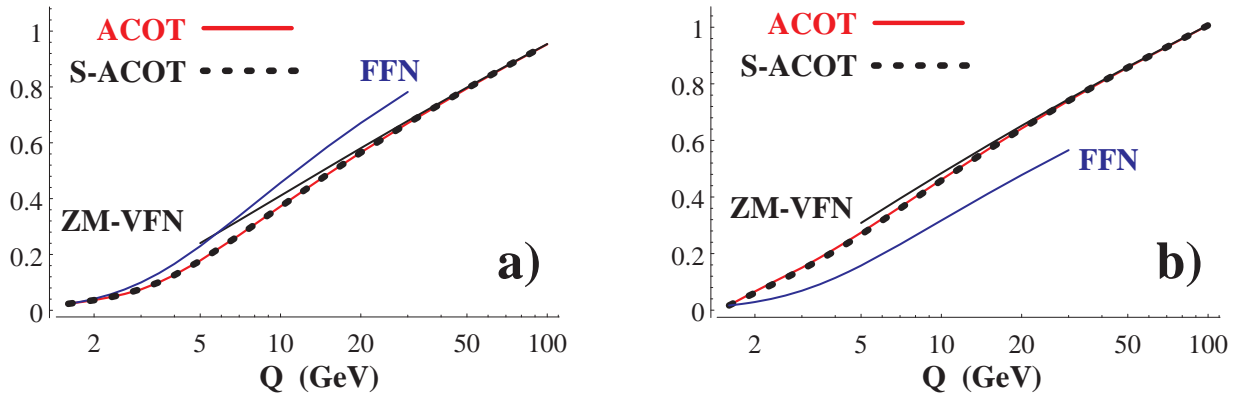 1
ACOT
S-ACOT
FFN
0.8
0.6
0.4
ZM-VFN
0.2
a)
0
2 5 10 20 50 100
Q (GeV)
1
ACOT
S-ACOT
0.8
0.6
FFN
0.4
ZM-VFN
0.2
b)
0
2 5 10 20 50 100
Q (GeV)